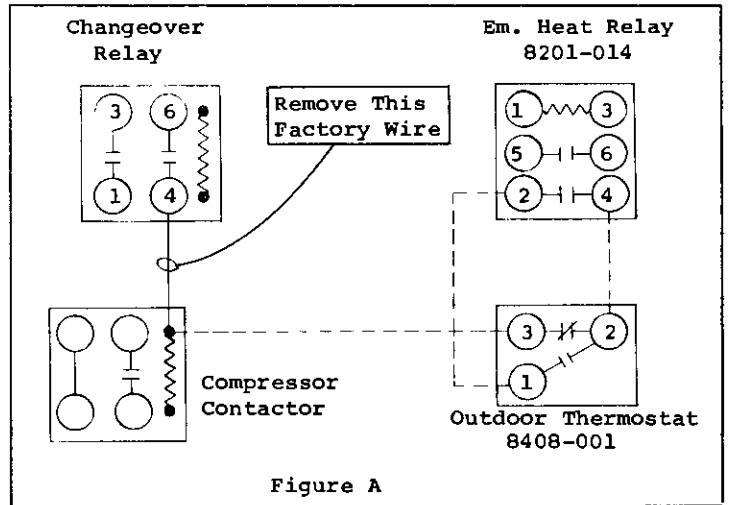 Changeover
Relay
Em. Heat Relay
8201-014
3 6
1 4
Remove This
Factory Wire
1 3
5 6
2 4
Compressor
Contactor
3 2
1
Outdoor Thermostat
8408-001
Figure A